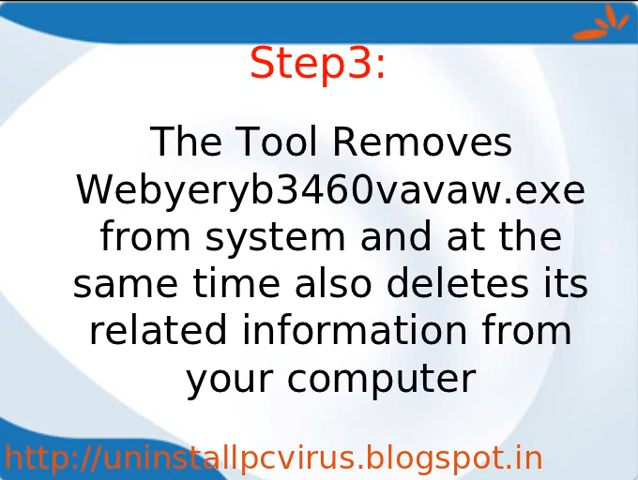 Step3:
The Tool Removes
Webyeryb3460vavaw.exe
from system and at the
same time also deletes its
related information from
your computer
http://uninstallpcvirus.blogspot.in